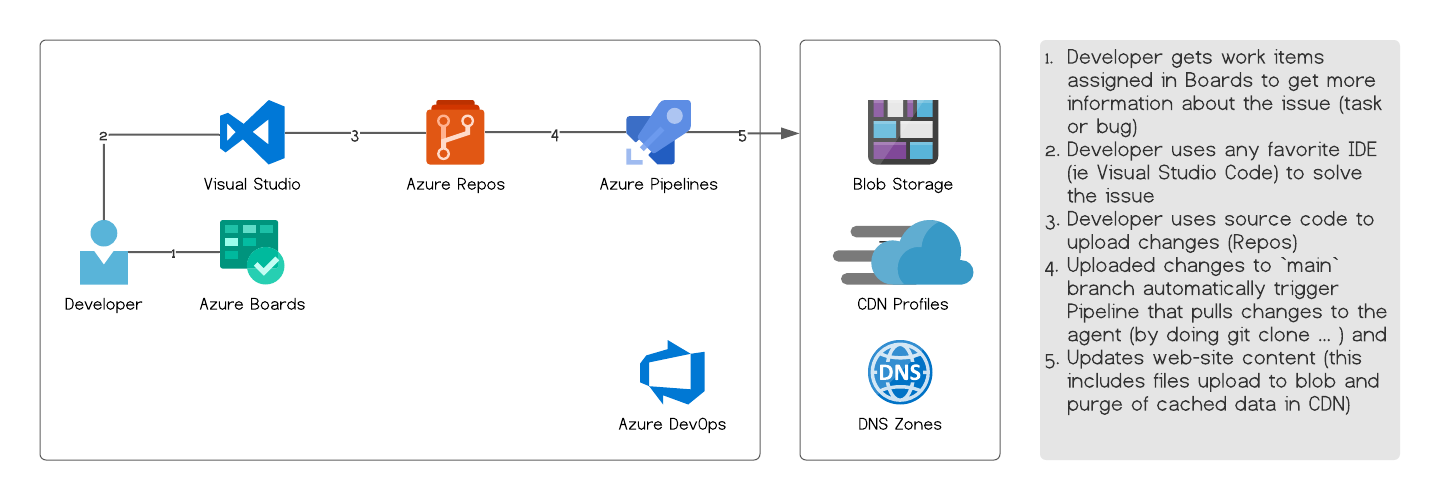 2
3
4
5
Visual Studio
Azure Repos
Azure Pipelines
Blob Storage
1
Developer
Azure Boards
CDN Profiles
DNS
Azure DevOps
DNS Zones
1. Developer gets work items
assigned in Boards to get more
information about the issue (task
or bug)
2. Developer uses any favorite IDE
(ie Visual Studio Code) to solve
the issue
3. Developer uses source code to
upload changes (Repos)
4. Uploaded changes to `main`
branch automatically trigger
Pipeline that pulls changes to the
agent (by doing git clone ... ) and
5. Updates web-site content (this
includes files upload to blob and
purge of cached data in CDN)